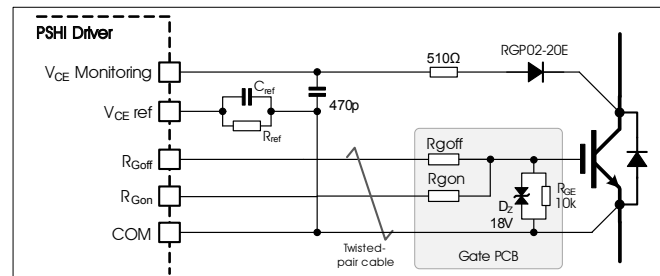 PSHI Driver
RGP02-20E
510Ω
VCE Monitoring
Cref
470p
VCE ref
Rref
Rgoff
RGoff
Rgon
RGon
RGE
10k
DZ
18V
COM
Twisted-
pair cable
Gate PCB